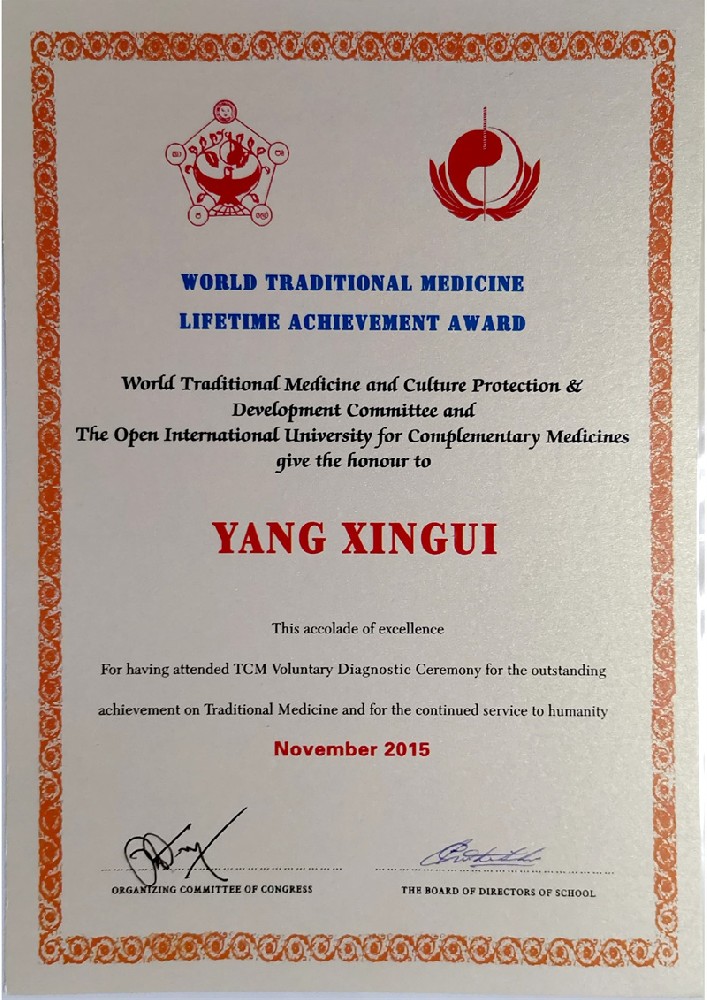 WORLD TRADITIONAL MEDICINE
LIFETIME ACHIEVEMENT AWARD
World Traditional Medicine and Culture Protection &
Development Committee and
The Open International University for Complementary Medicines
give the honour to
YANG XINGUI
This accolade of excellence
For having attended TCM Voluntary Diagnostic Ceremony for the outstanding
achievement on Traditional Medicine and for the continued service to humanity
November 2015
ORGANIZING COMMITTEE OF CONGRESS
THE BOARD OF DIRECTORS OF SCHOOL